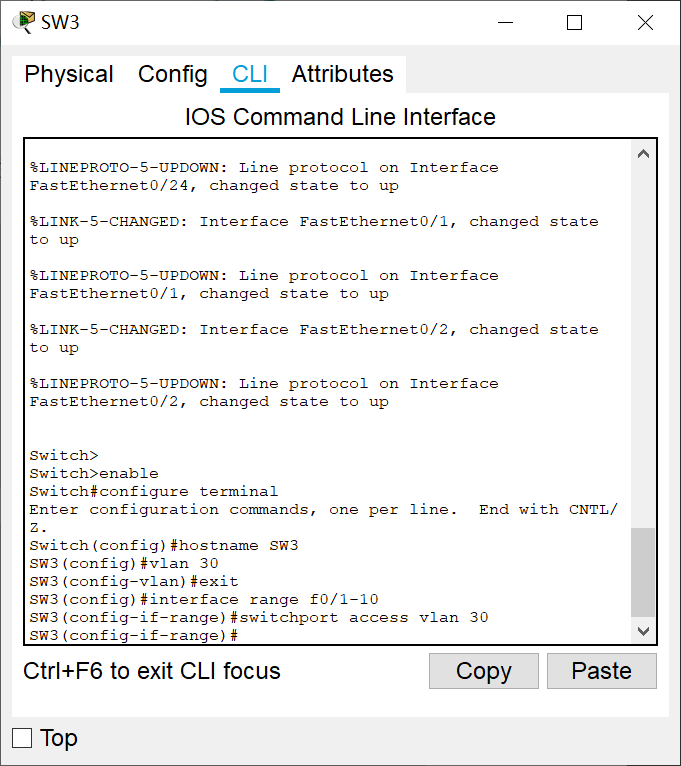 SW3
Physical Config CLI Attributes
IOS Command Line Interface
%LINEPROTO-5-UPDOWN: Line protocol on Interface
FastEthernet0/24, changed state to up
%LINK-5-CHANGED: Interface FastEthernet0/1, changed state
to up
%LINEPROTO-5-UPDOWN: Line protocol on Interface
FastEthernet0/1, changed state to up
%LINK-5-CHANGED: Interface FastEthernet0/2, changed state
to up
%LINEPROTO-5-UPDOWN: Line protocol on Interface
FastEthernet0/2, changed state to up
Switch>
Switch>enable
Switch#configure terminal
Enter configuration commands, one per line.  End with CNTL/
Z.
Switch(config)#hostname SW3
SW3(config)#vlan 30
SW3(config-vlan)#exit
SW3(config)#interface range f0/1-10
SW3(config-if-range)#switchport access vlan 30
SW3(config-if-range)#
Ctrl+F6 to exit CLI focus
Copy
Paste
Top